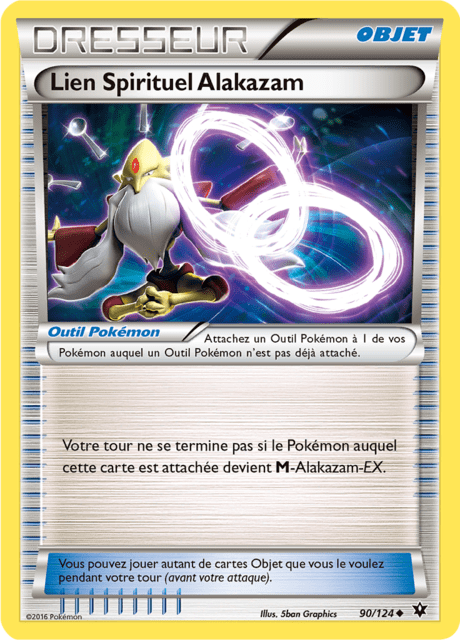 DRESSEUR
OBJET
Lien Spirituel Alakazam
Outil Pokémon
Attachez un Outil Pokémon à 1 de vos
Pokémon auquel un Outil Pokémon n'est pas déjà attaché.
Votre tour ne se termine pas si le Pokémon auquel
cette carte est attachée devient M-Alakazam-EX.
Vous pouvez jouer autant de cartes Objet que vous le voulez
pendant votre tour (avant votre attaque).
©2016 Pokémon
Illus. 5ban Graphics
90/124